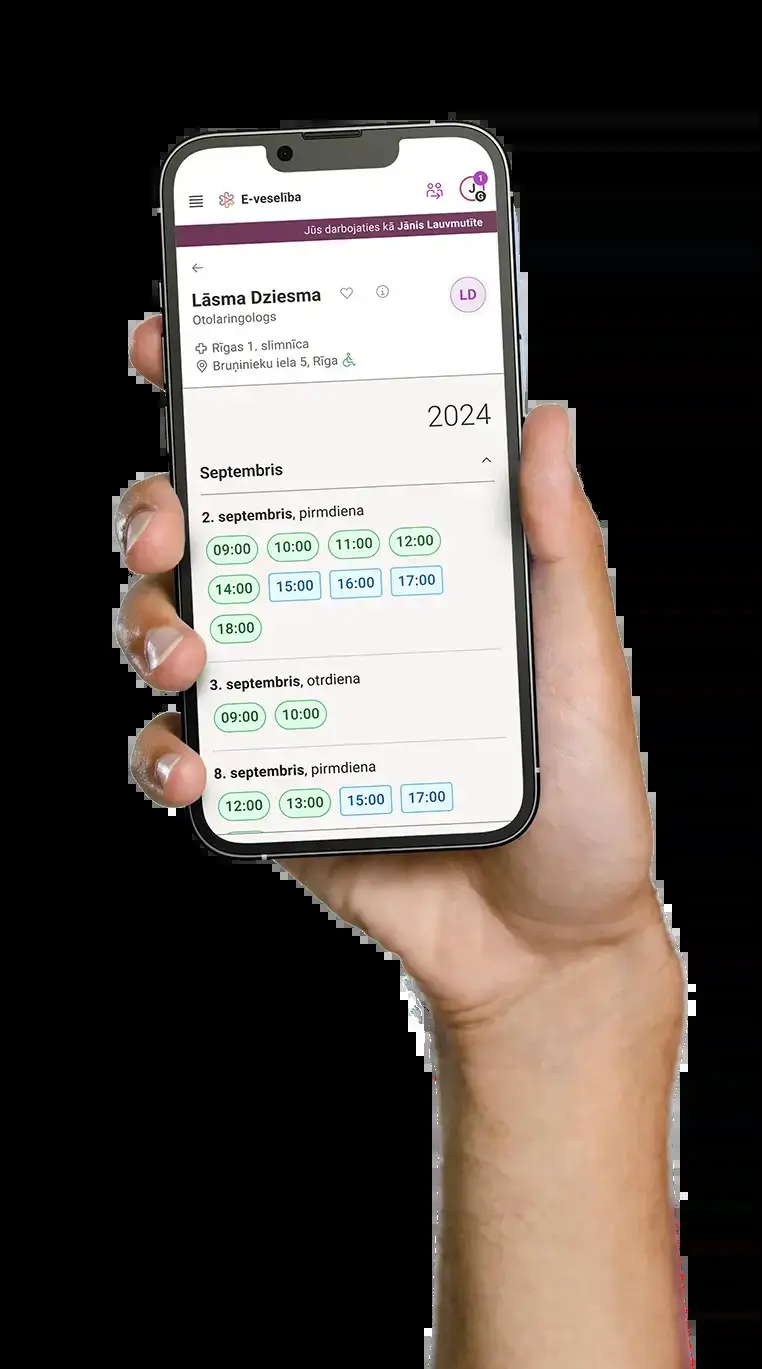 E-veselība
J
1
G
Jūs darbojaties kā Jānis Lauvmutīte
Lāsma Dziesma
LD
Otolaringologs
Rīgas 1. slimnīca
Bruņinieku iela 5, Rīga
2024
Septembris
2. septembris, pirmdiena
09:00 10:00 11:00 12:00
14:00 15:00 16:00 17:00
18:00
3. septembris, otrdiena
09:00 10:00
8. septembris, pirmdiena
12:00 13:00 15:00 17:00